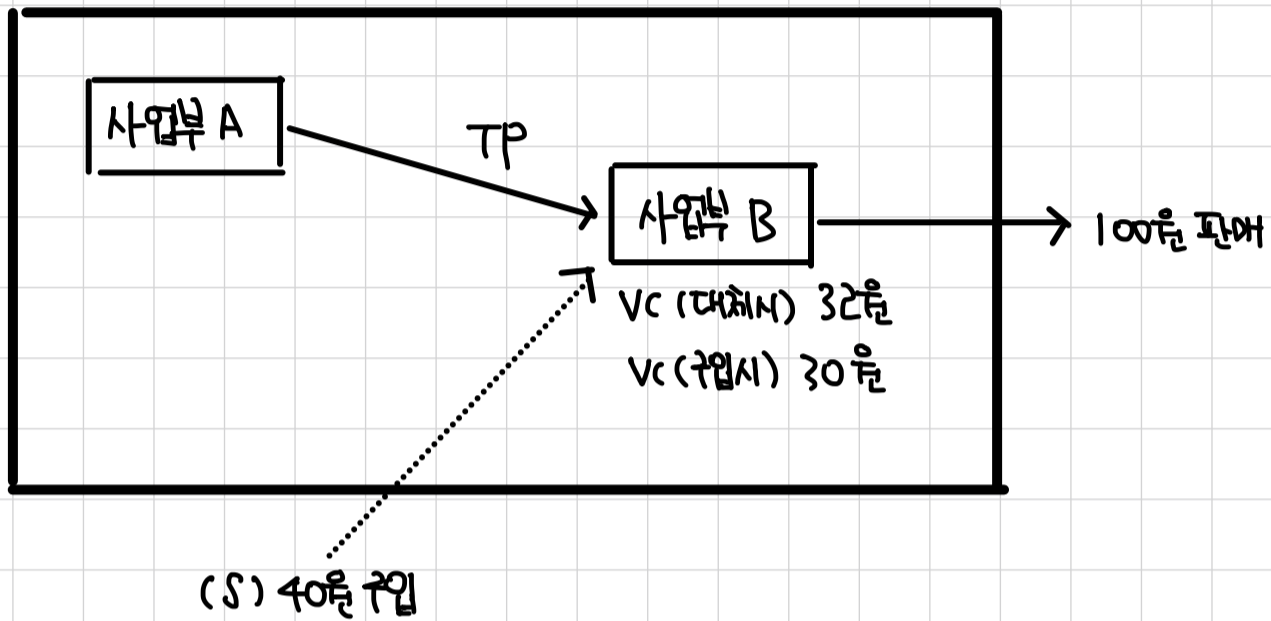 사업부 A
TP
사업부 B
100원 판매
VC (대체시) 32원
VC (구입시) 30원
(S) 40원 구입